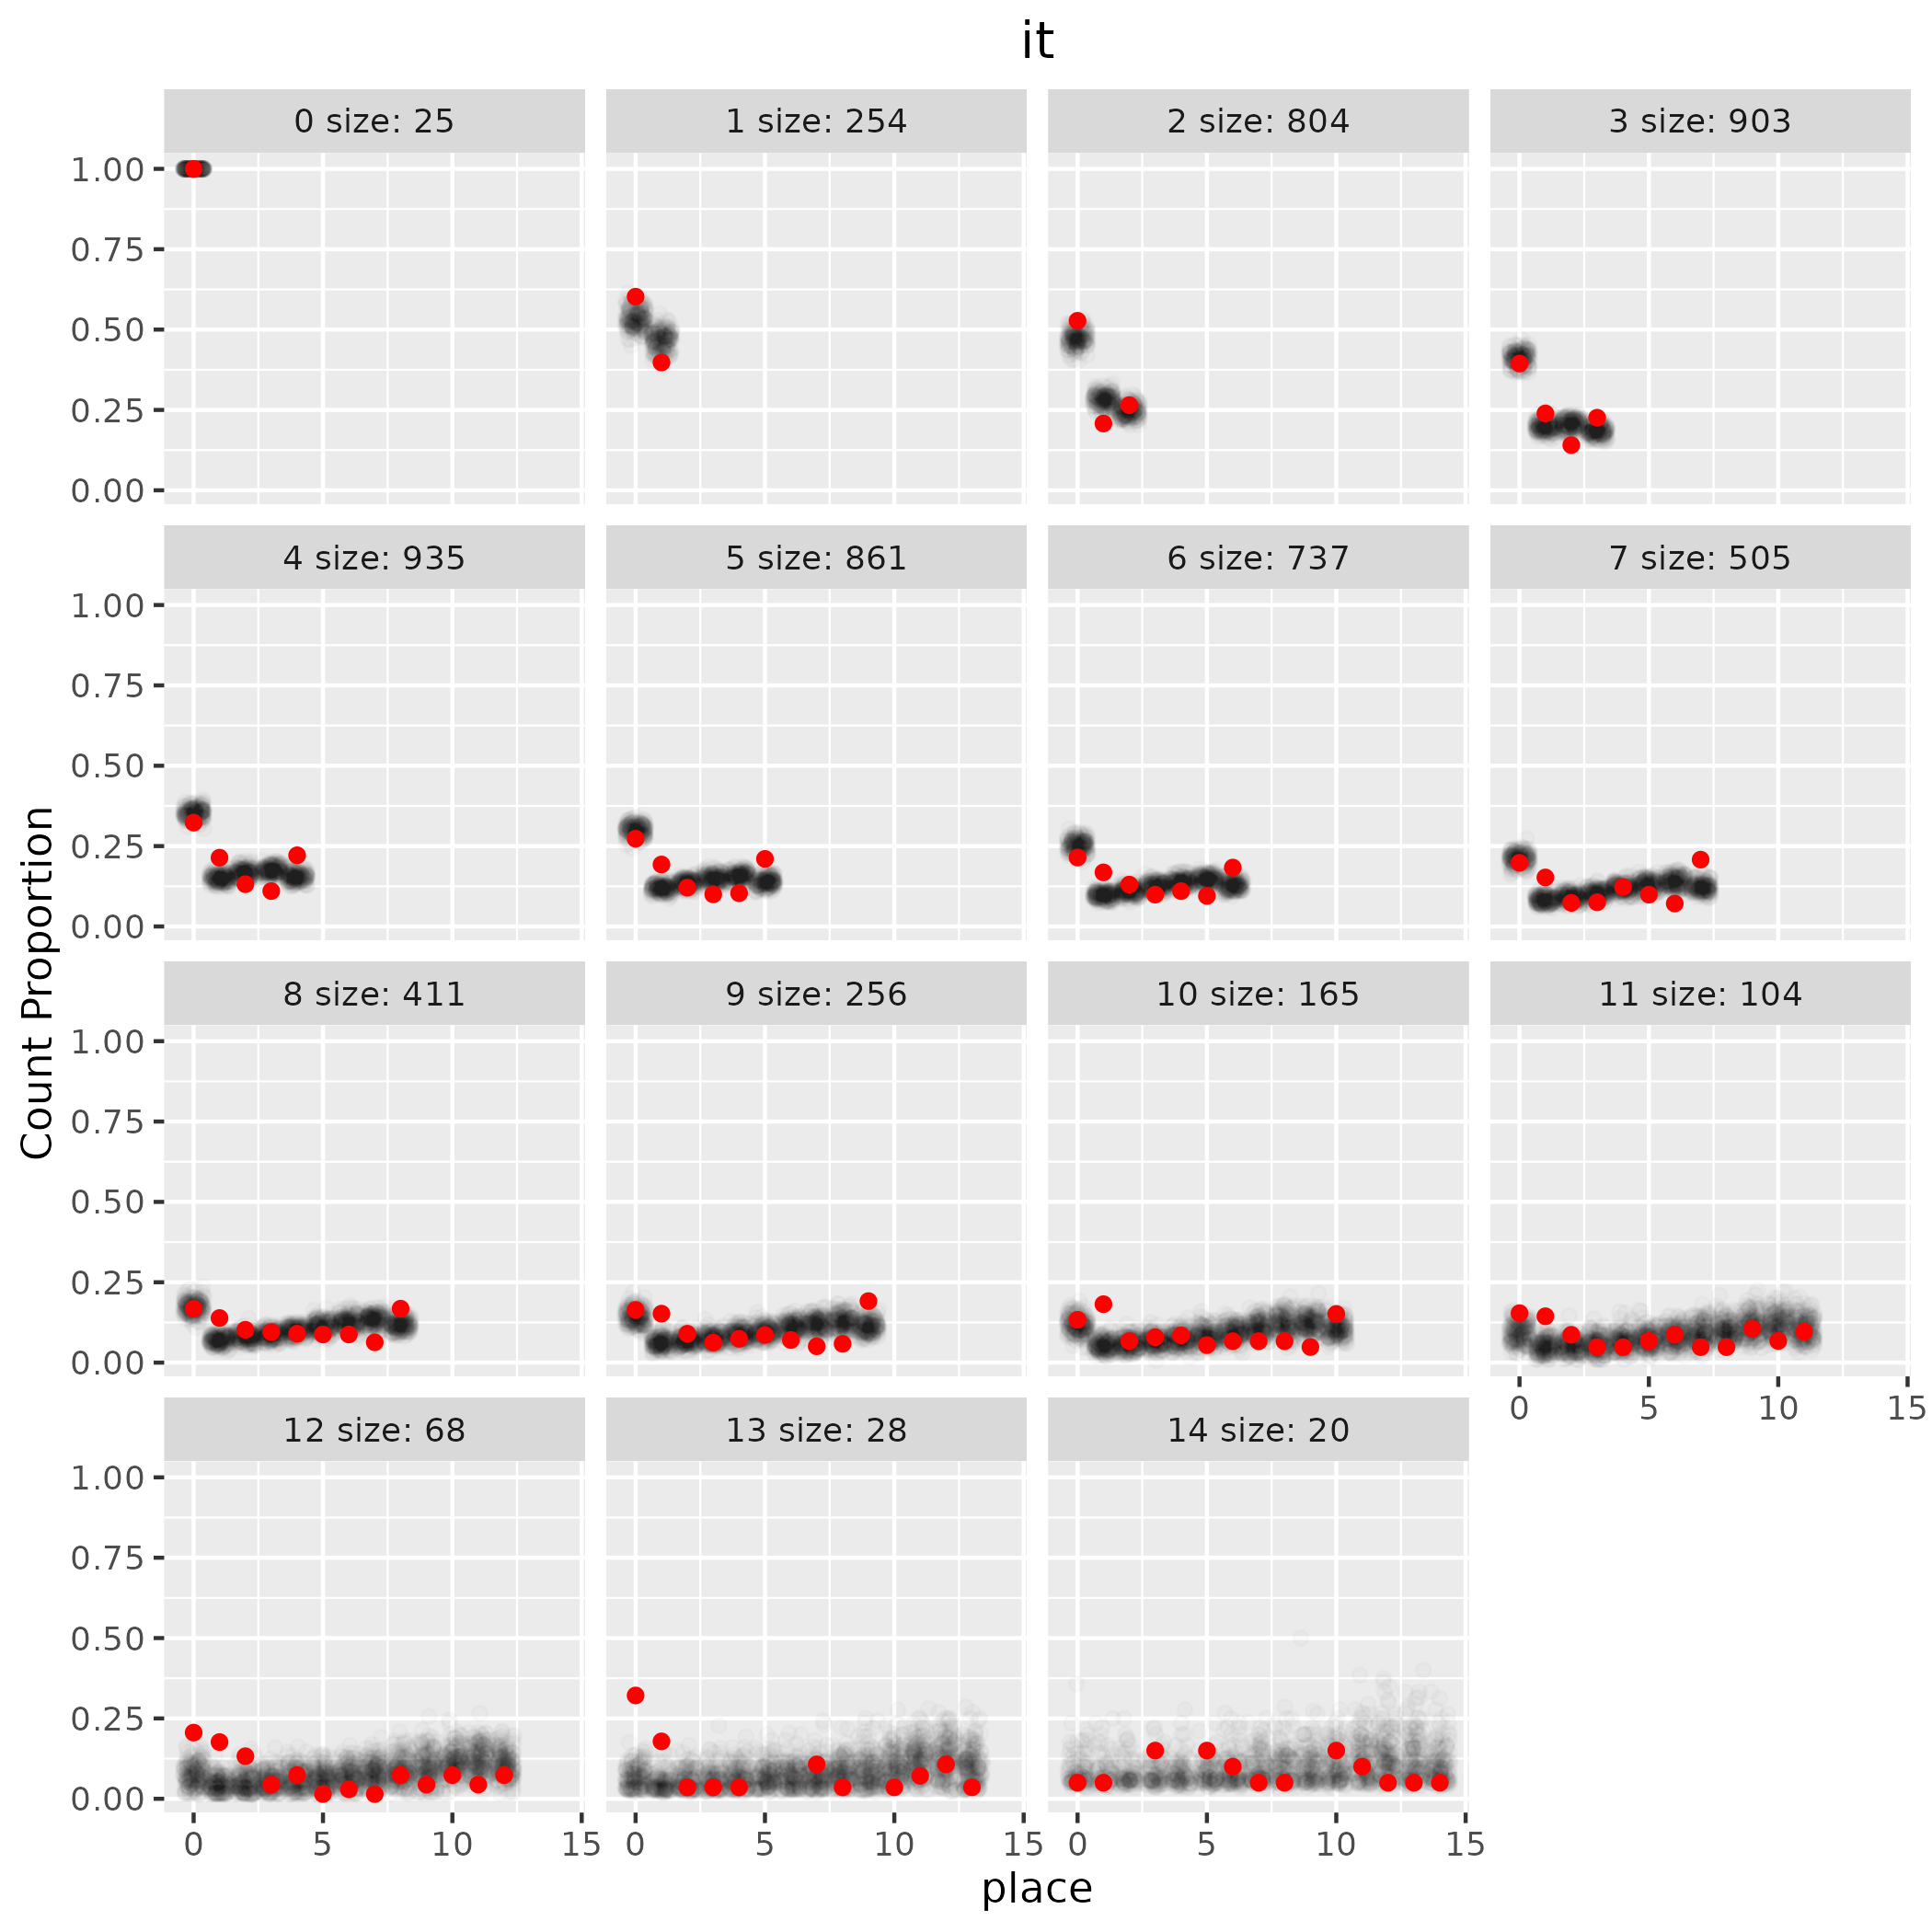 it
0 size: 25
1 size: 254
2 size: 804
3 size: 903
1.00
0.75
0.50
0.25
0.00
4 size: 935
5 size: 861
6 size: 737
7 size: 505
1.00
0.75
0.50
0.25
0.00
8 size: 411
9 size: 256
10 size: 165
11 size: 104
1.00
0.75
0.50
0.25
0.00
0 5 10 15
12 size: 68
13 size: 28
14 size: 20
1.00
0.75
0.50
0.25
0.00
0 5 10 15
0 5 10 15
0 5 10 15
place
Count Proportion